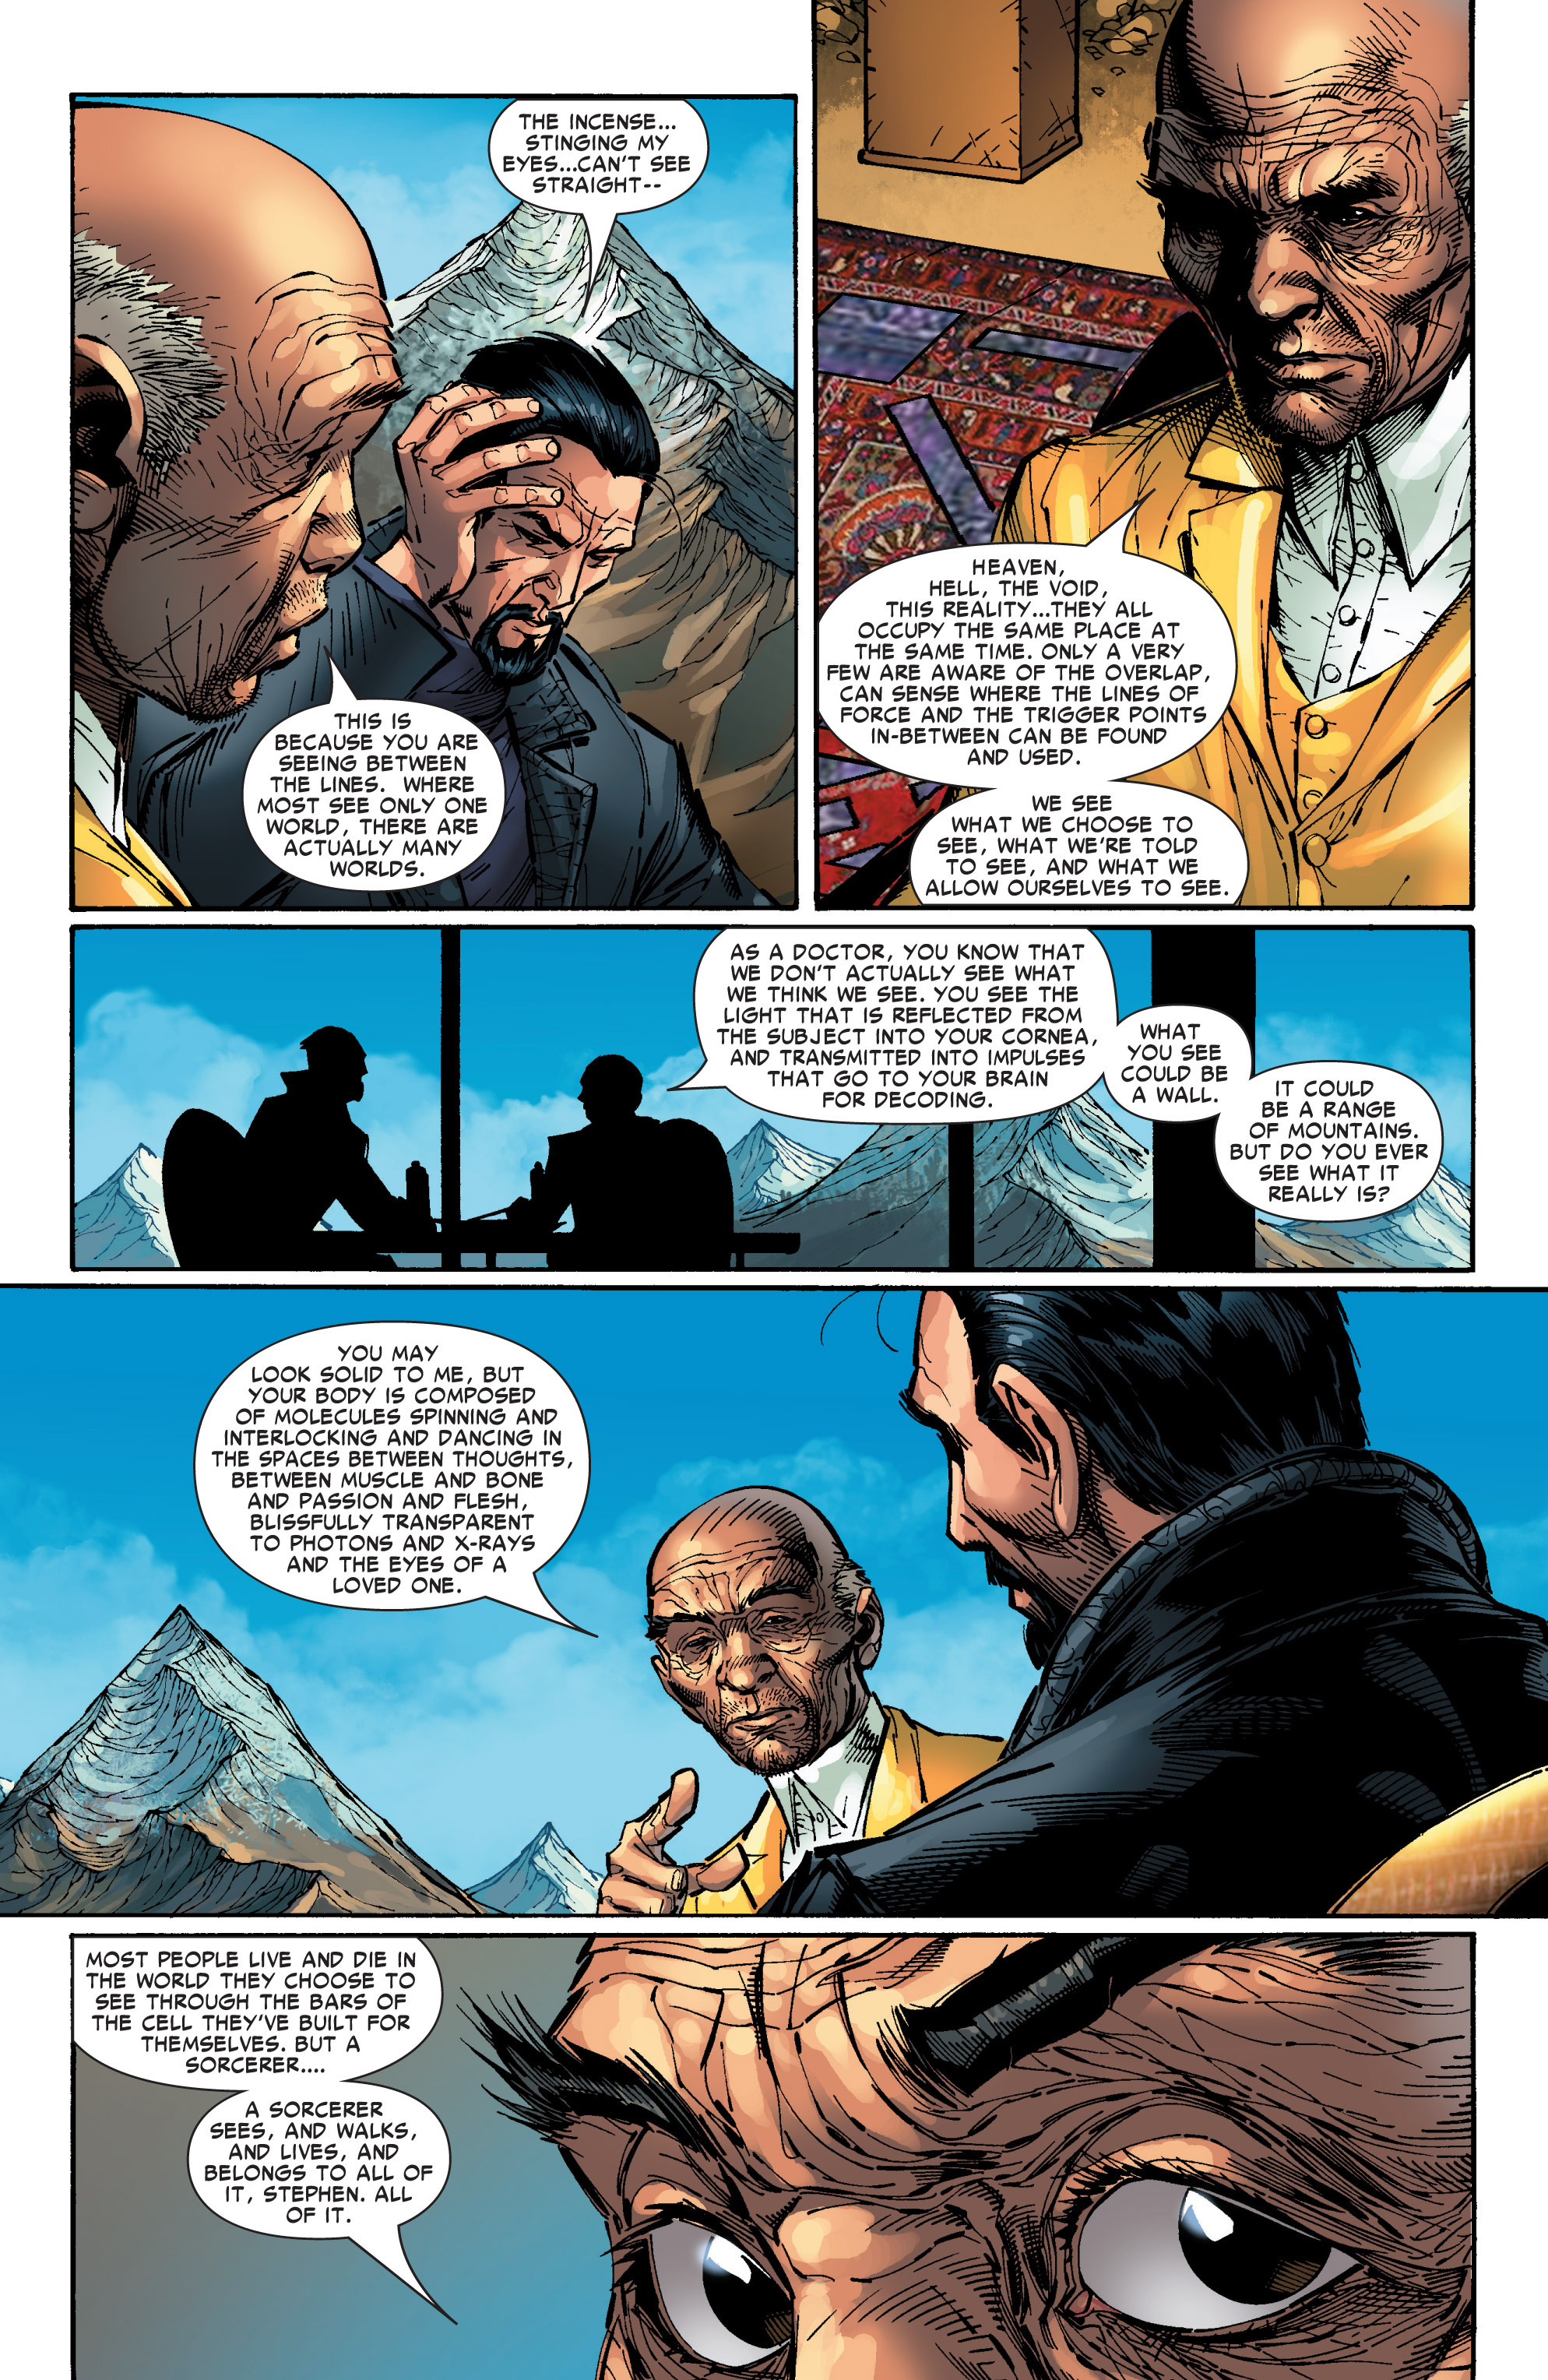 THE INCENSE...
STINGING MY
EYES...CAN'T SEE
STRAIGHT--
THIS IS
BECAUSE YOU ARE
SEEING BETWEEN
THE LINES. WHERE
MOST SEE ONLY ONE
WORLD, THERE ARE
ACTUALLY MANY
WORLDS.
HEAVEN,
HELL, THE VOID,
THIS REALITY...THEY ALL
OCCUPY THE SAME PLACE AT
THE SAME TIME. ONLY A VERY
FEW ARE AWARE OF THE OVERLAP,
CAN SENSE WHERE THE LINES OF
FORCE AND THE TRIGGER POINTS
IN-BETWEEN CAN BE FOUND
AND USED.
WE SEE
WHAT WE CHOOSE TO
SEE, WHAT WE'RE TOLD
TO SEE, AND WHAT WE
ALLOW OURSELVES TO SEE.
AS A DOCTOR, YOU KNOW THAT
WE DON'T ACTUALLY SEE WHAT
WE THINK WE SEE. YOU SEE THE
LIGHT THAT IS REFLECTED FROM
THE SUBJECT INTO YOUR CORNEA,
AND TRANSMITTED INTO IMPULSES
THAT GO TO YOUR BRAIN
FOR DECODING.
WHAT
YOU SEE
COULD BE
A WALL.
IT COULD
BE A RANGE
OF MOUNTAINS.
BUT DO YOU EVER
SEE WHAT IT
REALLY IS?
YOU MAY
LOOK SOLID TO ME, BUT
YOUR BODY IS COMPOSED
OF MOLECULES SPINNING AND
INTERLOCKING AND DANCING IN
THE SPACES BETWEEN THOUGHTS,
BETWEEN MUSCLE AND BONE
AND PASSION AND FLESH,
BLISSFULLY TRANSPARENT
TO PHOTONS AND X-RAYS
AND THE EYES OF A
LOVED ONE.
MOST PEOPLE LIVE AND DIE IN
THE WORLD THEY CHOOSE TO
SEE THROUGH THE BARS OF
THE CELL THEY'VE BUILT FOR
THEMSELVES. BUT A
SORCERER....
A SORCERER
SEES, AND WALKS,
AND LIVES, AND
BELONGS TO ALL OF
IT, STEPHEN. ALL
OF IT.